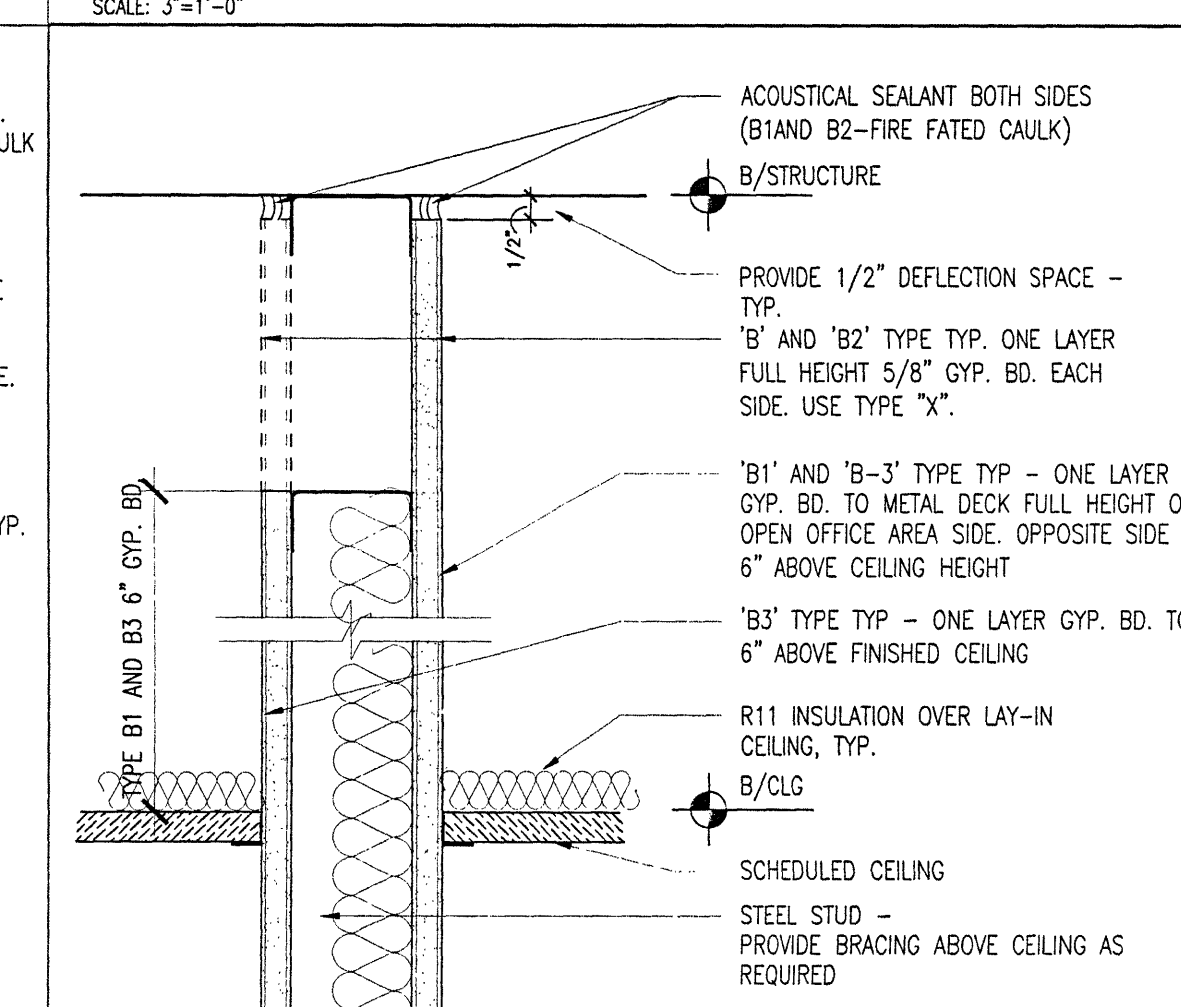 SCALE: 3"=1'-0"
ULK
E.
YP.
ACOUSTICAL SEALANT BOTH SIDES
(B1AND B2-FIRE FATED CAULK)
B/STRUCTURE
1/2"
PROVIDE 1/2" DEFLECTION SPACE -
TYP.
'B' AND 'B2' TYPE TYP. ONE LAYER
FULL HEIGHT 5/8" GYP. BD. EACH
SIDE. USE TYPE "X".
'B1' AND 'B-3' TYPE TYP - ONE LAYER
GYP. BD. TO METAL DECK FULL HEIGHT O
OPEN OFFICE AREA SIDE. OPPOSITE SIDE
6" ABOVE CEILING HEIGHT
TYPE B1 AND B3 6" GYP. BD.
'B3' TYPE TYP - ONE LAYER GYP. BD. TO
6" ABOVE FINISHED CEILING
R11 INSULATION OVER LAY-IN
CEILING, TYP.
B/CLG
SCHEDULED CEILING
STEEL STUD -
PROVIDE BRACING ABOVE CEILING AS
REQUIRED